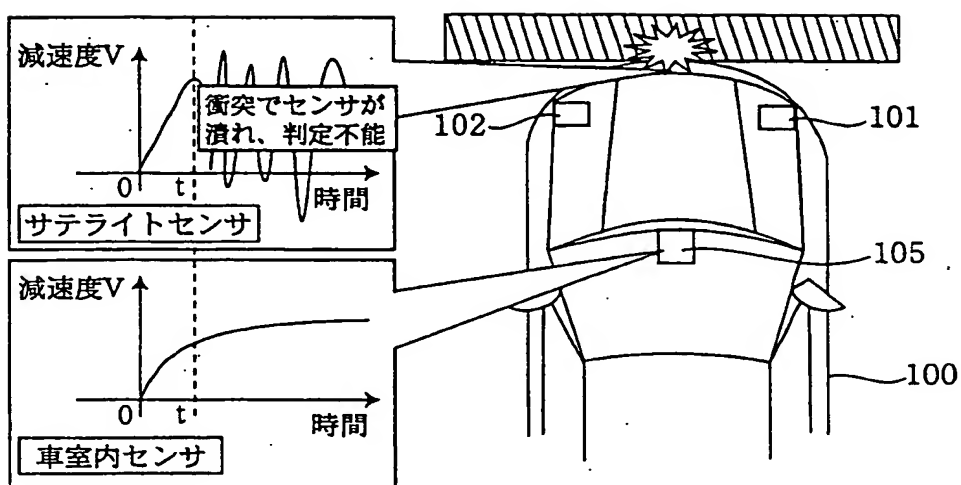 減速度V
衝突でセンサが
潰れ、判定不能
0
t
時間
サテライトセンサ
減速度V
0
t
時間
車室内センサ
102
101
105
100